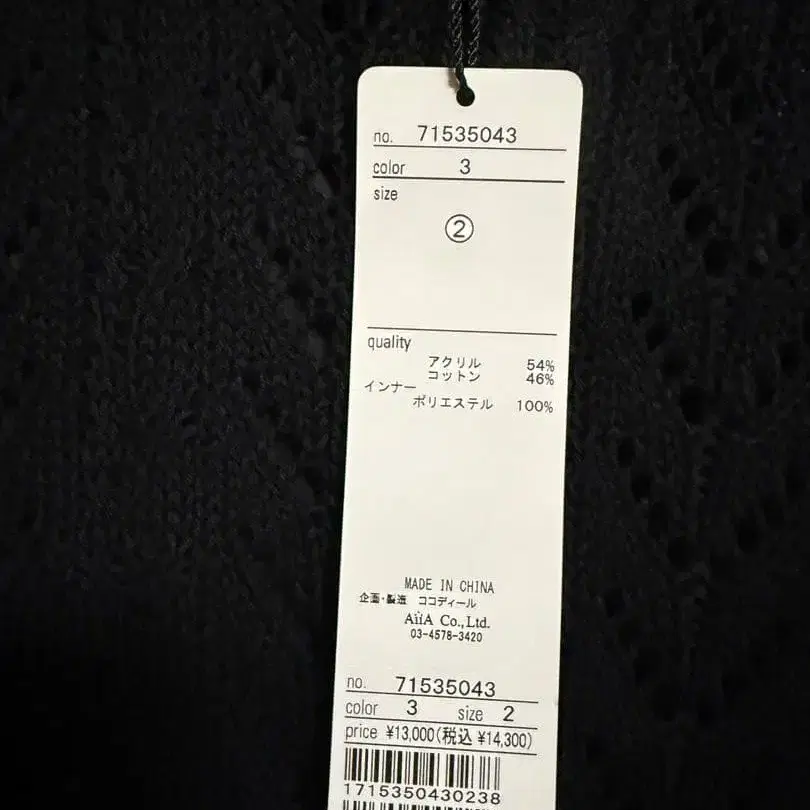 no. 71535043
color 3
size
②
quality
アクリル 54%
コットン 46%
インナー
ポリエステル 100%
MADE IN CHINA
企画・製造 ココディール
AiiA Co.,Ltd.
03-4578-3420
no. 71535043
color 3 size 2
price ¥13,000(税込 ¥14,300)
1715350430238